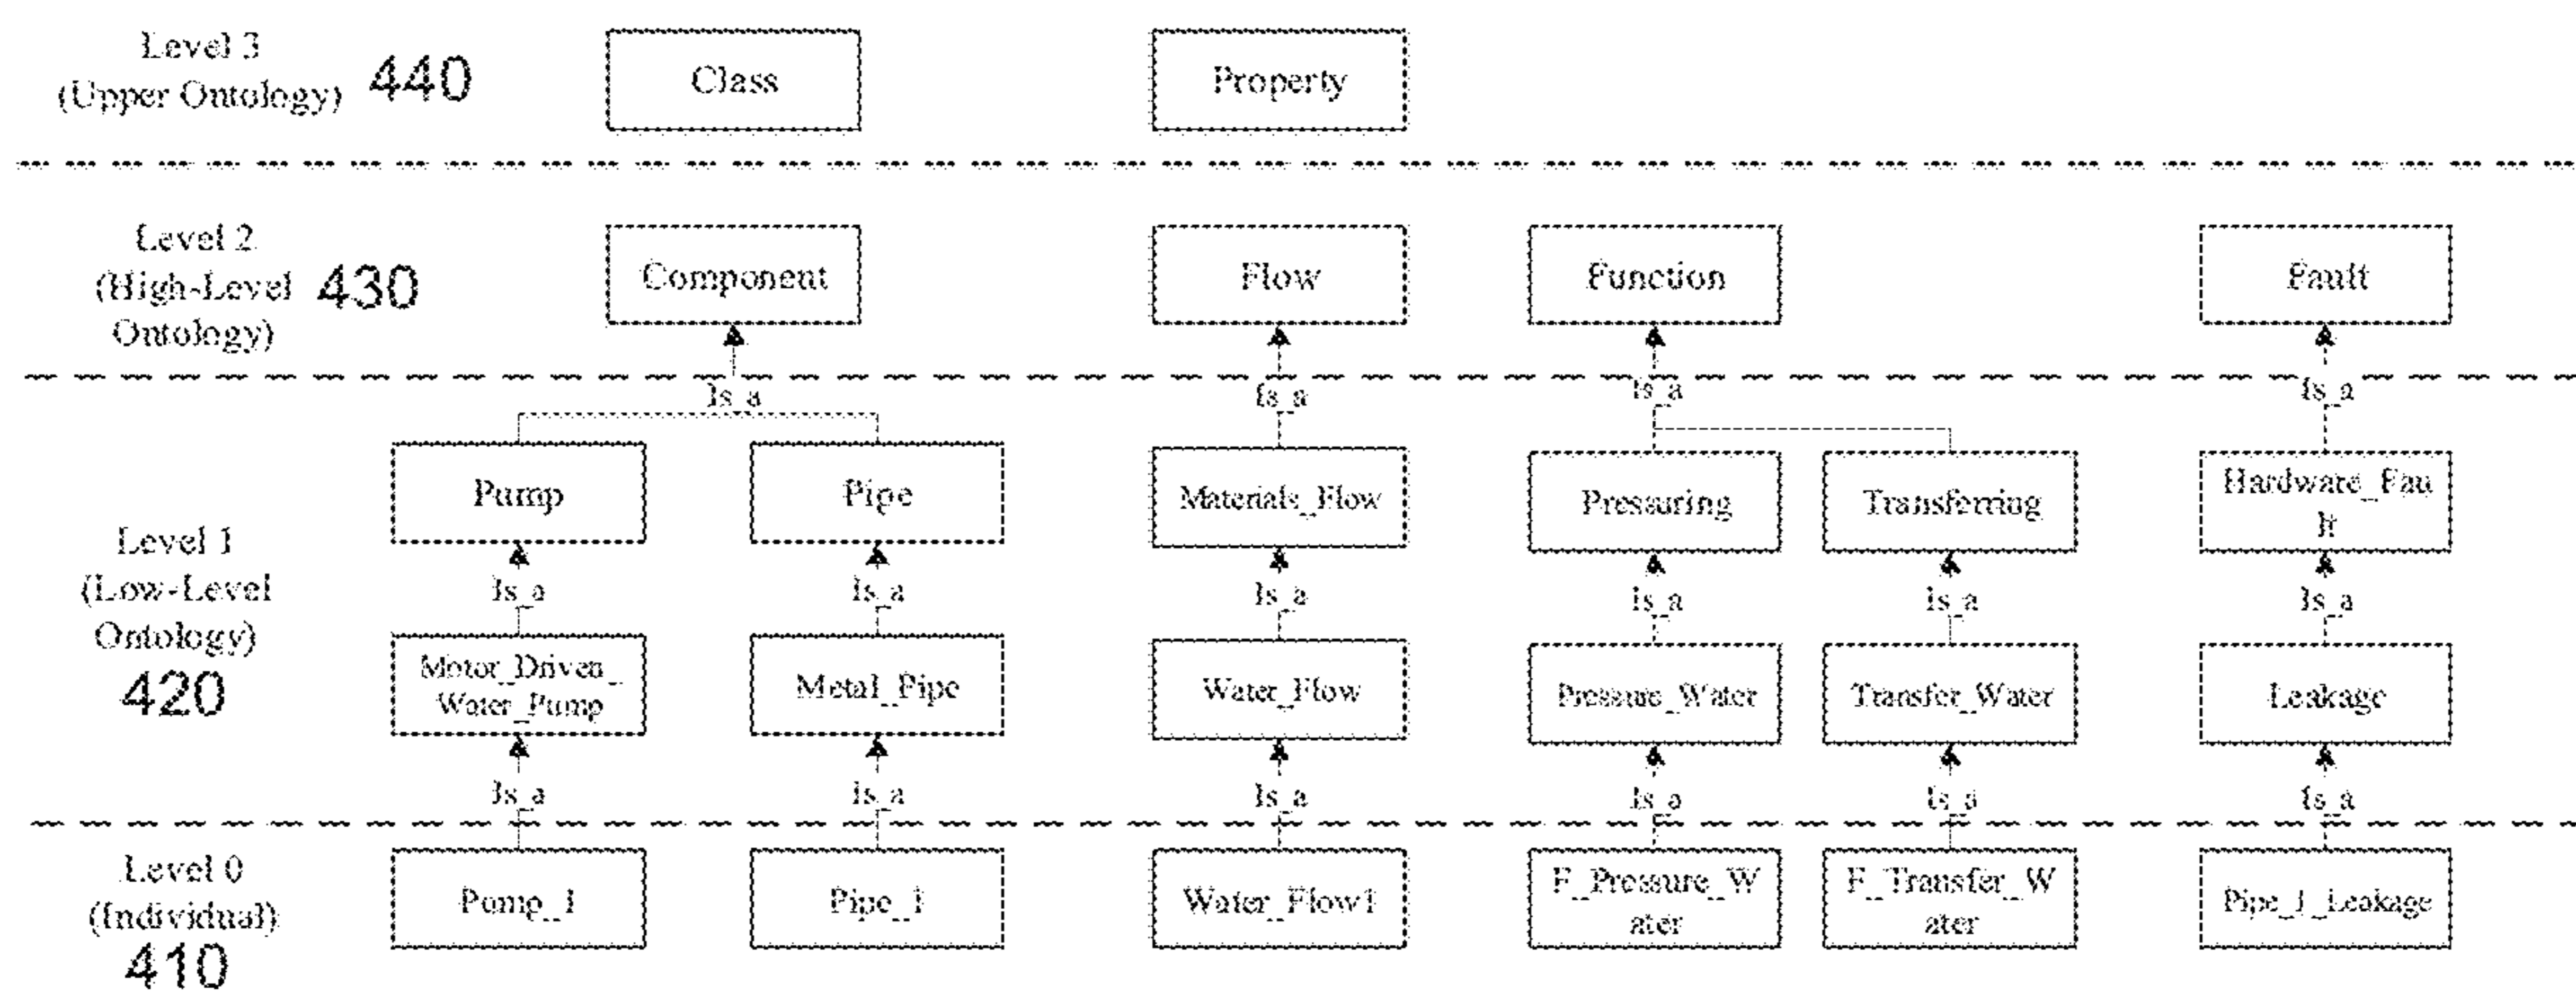 Level 3
(Upper Ontology)
440
Class
Property
Level 2
(High-Level
Ontology)
430
Component
Flow
Function
Fault
Is_a
Is_a
Is_a
Is_a
Level 1
(Low-Level
Ontology)
420
Pump
Pipe
Materials_Flow
Pressuring
Transferring
Hardware_Fau
lt
Is_a
Is_a
Is_a
Is_a
Is_a
Is_a
Motor_Driven_
Water_Pump
Metal_Pipe
Water_Flow
Pressure_Water
Transfer_Water
Leakage
Is_a
Is_a
Is_a
Is_a
Is_a
Is_a
Level 0
(Individual)
410
Pump_1
Pipe_1
Water_Flow1
F_Pressure_W
ater
F_Transfer_W
ater
Pipe_1_Leakage